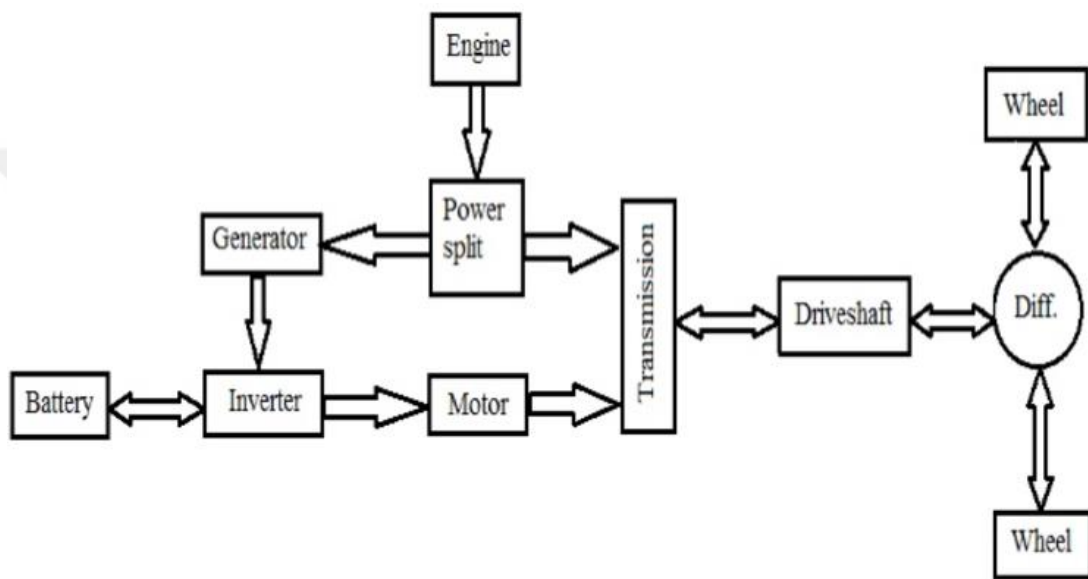 Engine
Wheel
Power
split
Generator
Transmission
Driveshaft
Diff.
Battery
Inverter
Motor
Wheel